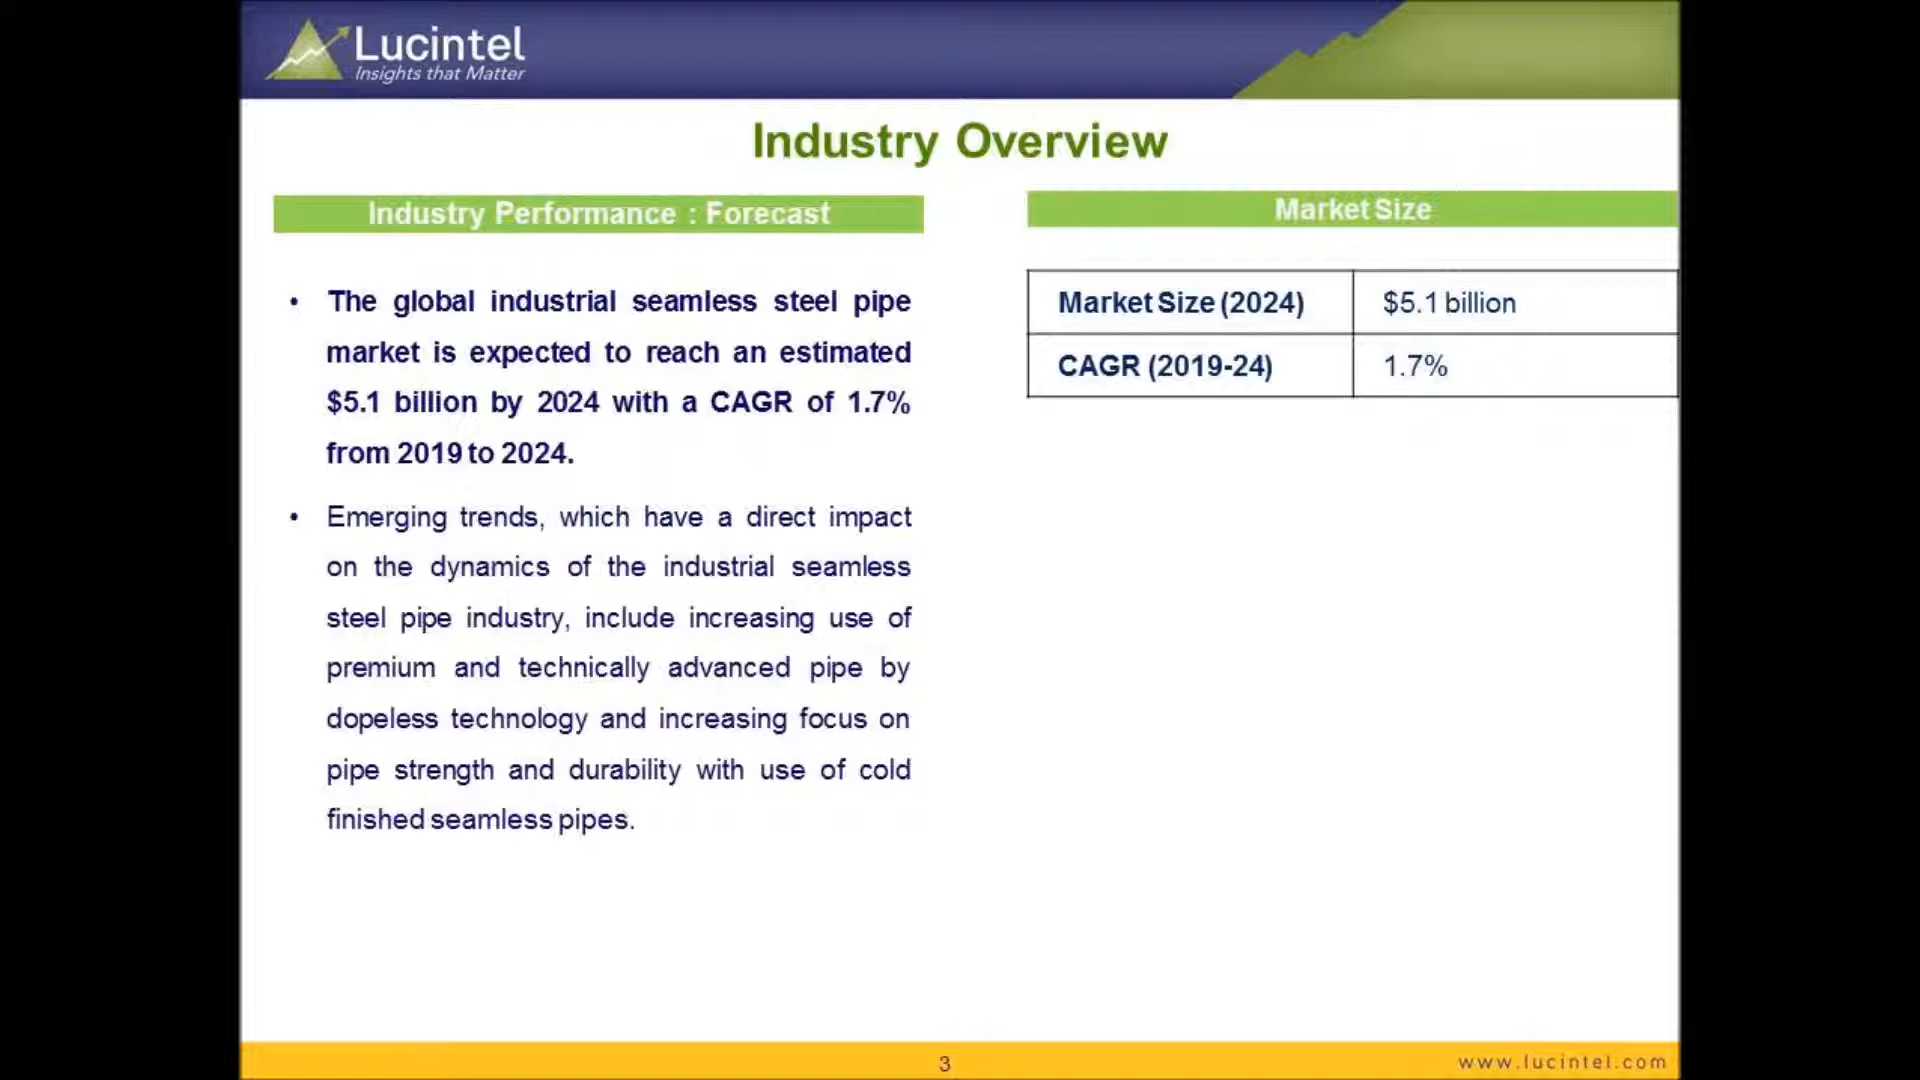 Lucintel
Insights that Matter
Industry Overview
Industry Performance : Forecast
• The global industrial seamless steel pipe
market is expected to reach an estimated
$5.1 billion by 2024 with a CAGR of 1.7%
from 2019 to 2024.
• Emerging trends, which have a direct impact
on the dynamics of the industrial seamless
steel pipe industry, include increasing use of
premium and technically advanced pipe by
dopeless technology and increasing focus on
pipe strength and durability with use of cold
finished seamless pipes.
Market Size
Market Size (2024) $5.1 billion
CAGR (2019-24) 1.7%
3
www.lucintel.com